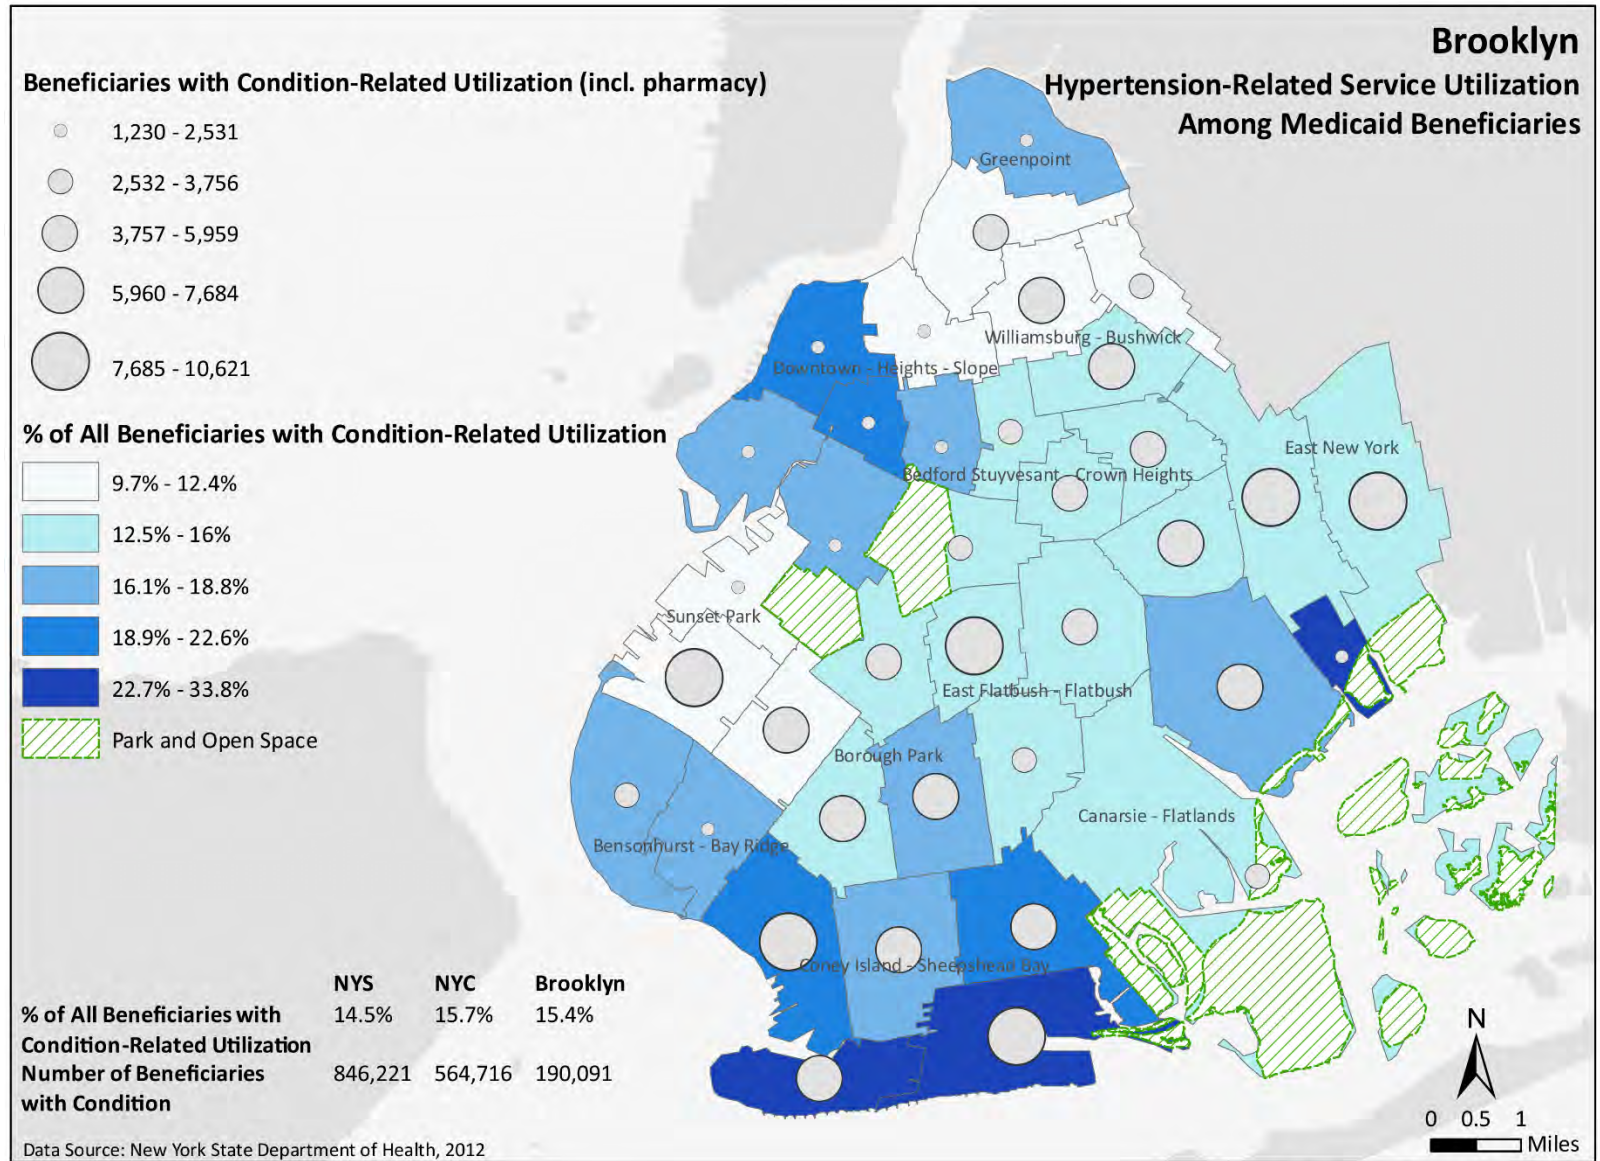 Brooklyn
Hypertension-Related Service Utilization
Among Medicaid Beneficiaries
Beneficiaries with Condition-Related Utilization (incl. pharmacy)
1,230 - 2,531
2,532 - 3,756
3,757 - 5,959
5,960 - 7,684
7,685 - 10,621
% of All Beneficiaries with Condition-Related Utilization
9.7% - 12.4%
12.5% - 16%
16.1% - 18.8%
18.9% - 22.6%
22.7% - 33.8%
Park and Open Space
Greenpoint
Williamsburg - Bushwick
Downtown - Heights - Slope
East New York
Bedford Stuyvesant - Crown Heights
Sunset Park
East Flatbush - Flatbush
Borough Park
Canarsie - Flatlands
Bensonhurst - Bay Ridge
Coney Island - Sheepshead Bay
NYS NYC Brooklyn
% of All Beneficiaries with 14.5% 15.7% 15.4%
Condition-Related Utilization
Number of Beneficiaries 846,221 564,716 190,091
with Condition
N
0 0.5 1
Miles
Data Source: New York State Department of Health, 2012